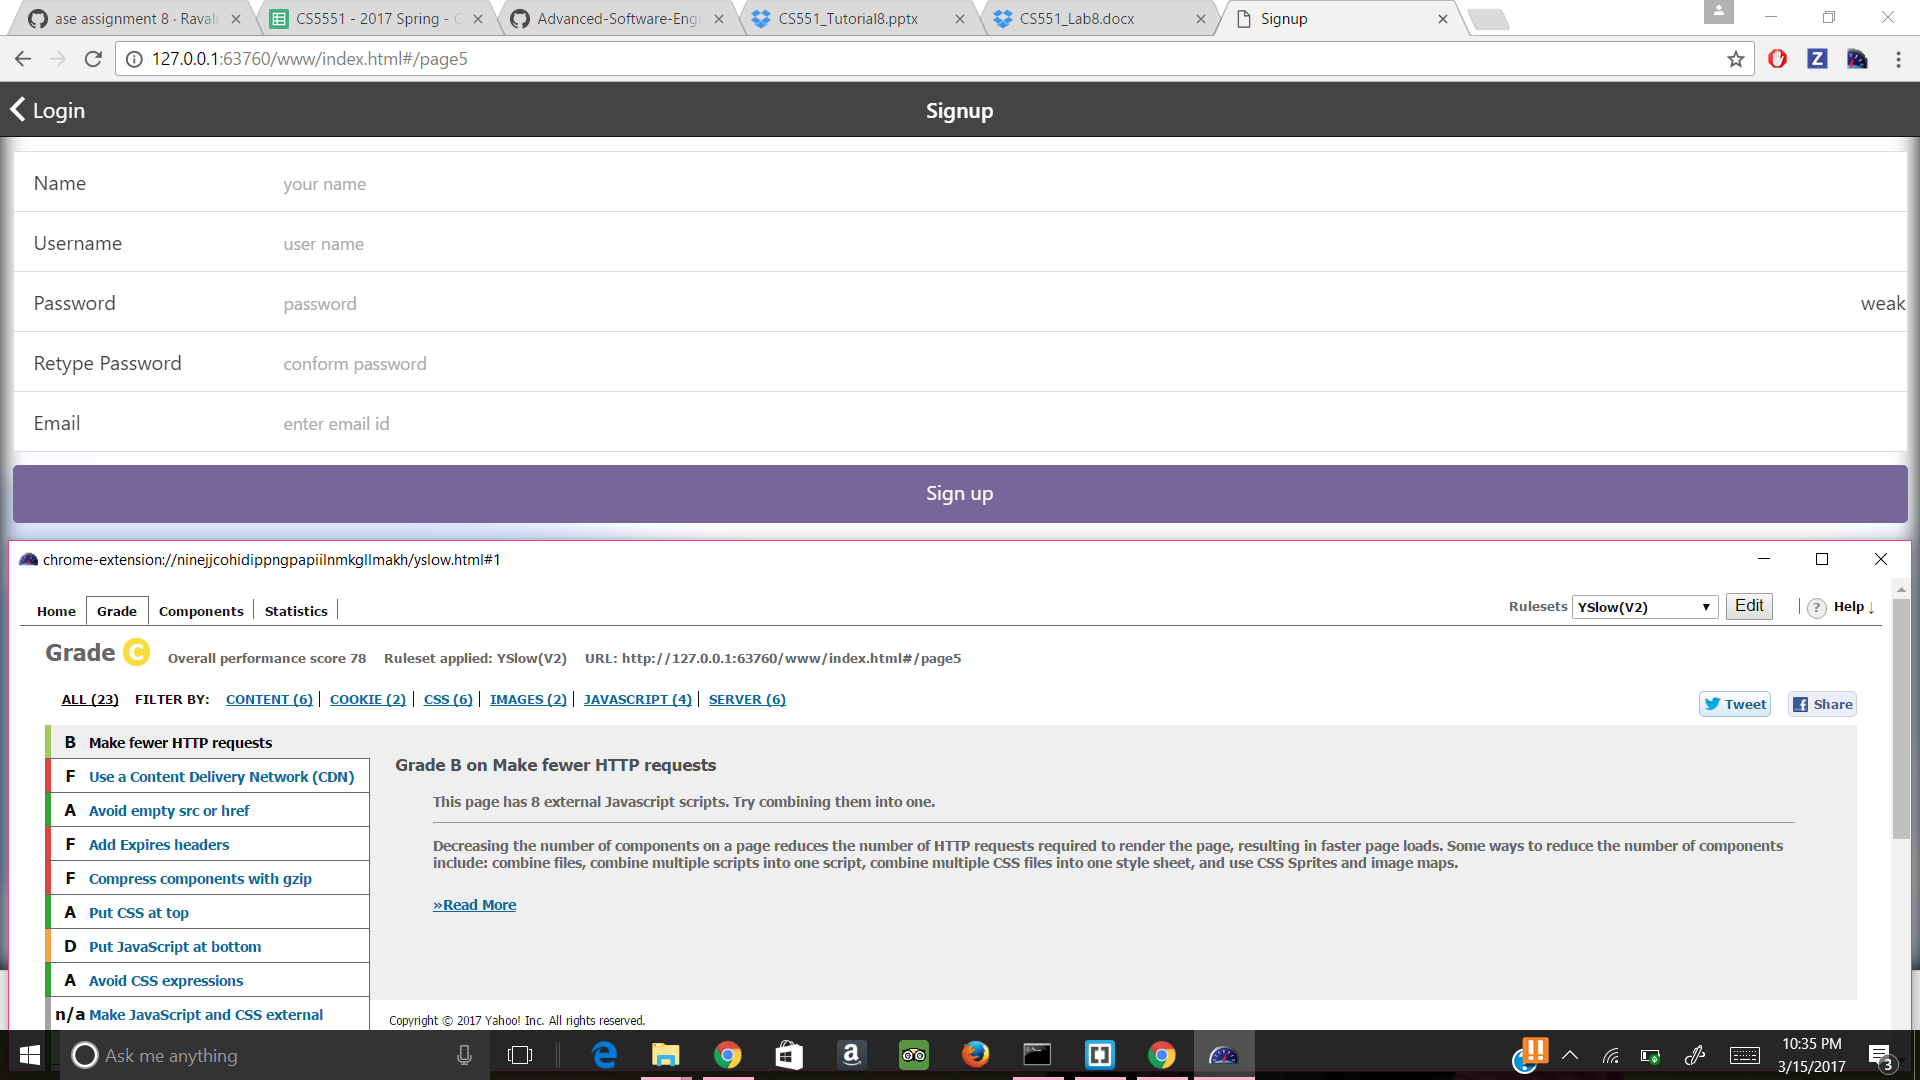 ase assignment 8 · Ravali
CS5551 - 2017 Spring - G
Advanced-Software-Engi
CS551_Tutorial8.pptx
CS551_Lab8.docx
Signup
127.0.0.1:63760/www/index.html#/page5
Login
Signup
Name your name
Username user name
Password password weak
Retype Password conform password
Email enter email id
Sign up
chrome-extension://ninejjcohidippngpapiilnmkgllmakh/yslow.html#1
Home Grade Components Statistics
Rulesets YSlow(V2) Edit ? Help ↓
Grade C Overall performance score 78 Ruleset applied: YSlow(V2) URL: http://127.0.0.1:63760/www/index.html#/page5
ALL (23) FILTER BY: CONTENT (6) COOKIE (2) CSS (6) IMAGES (2) JAVASCRIPT (4) SERVER (6)
Tweet Share
B Make fewer HTTP requests
F Use a Content Delivery Network (CDN)
A Avoid empty src or href
F Add Expires headers
F Compress components with gzip
A Put CSS at top
D Put JavaScript at bottom
A Avoid CSS expressions
n/a Make JavaScript and CSS external
Grade B on Make fewer HTTP requests
This page has 8 external Javascript scripts. Try combining them into one.
Decreasing the number of components on a page reduces the number of HTTP requests required to render the page, resulting in faster page loads. Some ways to reduce the number of components
include: combine files, combine multiple scripts into one script, combine multiple CSS files into one style sheet, and use CSS Sprites and image maps.
»Read More
Copyright © 2017 Yahoo! Inc. All rights reserved.
Ask me anything
10:35 PM
3/15/2017
3